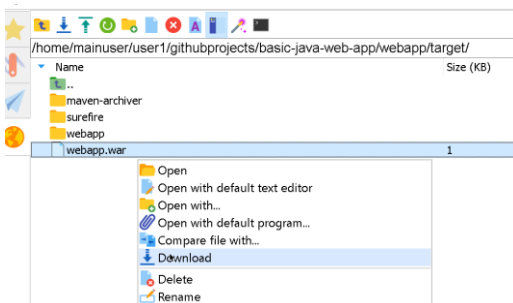 /home/mainuser/user1/githubprojects/basic-java-web-app/webapp/target/
Name Size (KB)
..
maven-archiver
surefire
webapp
webapp.war 1
Open
Open with default text editor
Open with...
Open with default program...
Compare file with...
Download
Delete
Rename